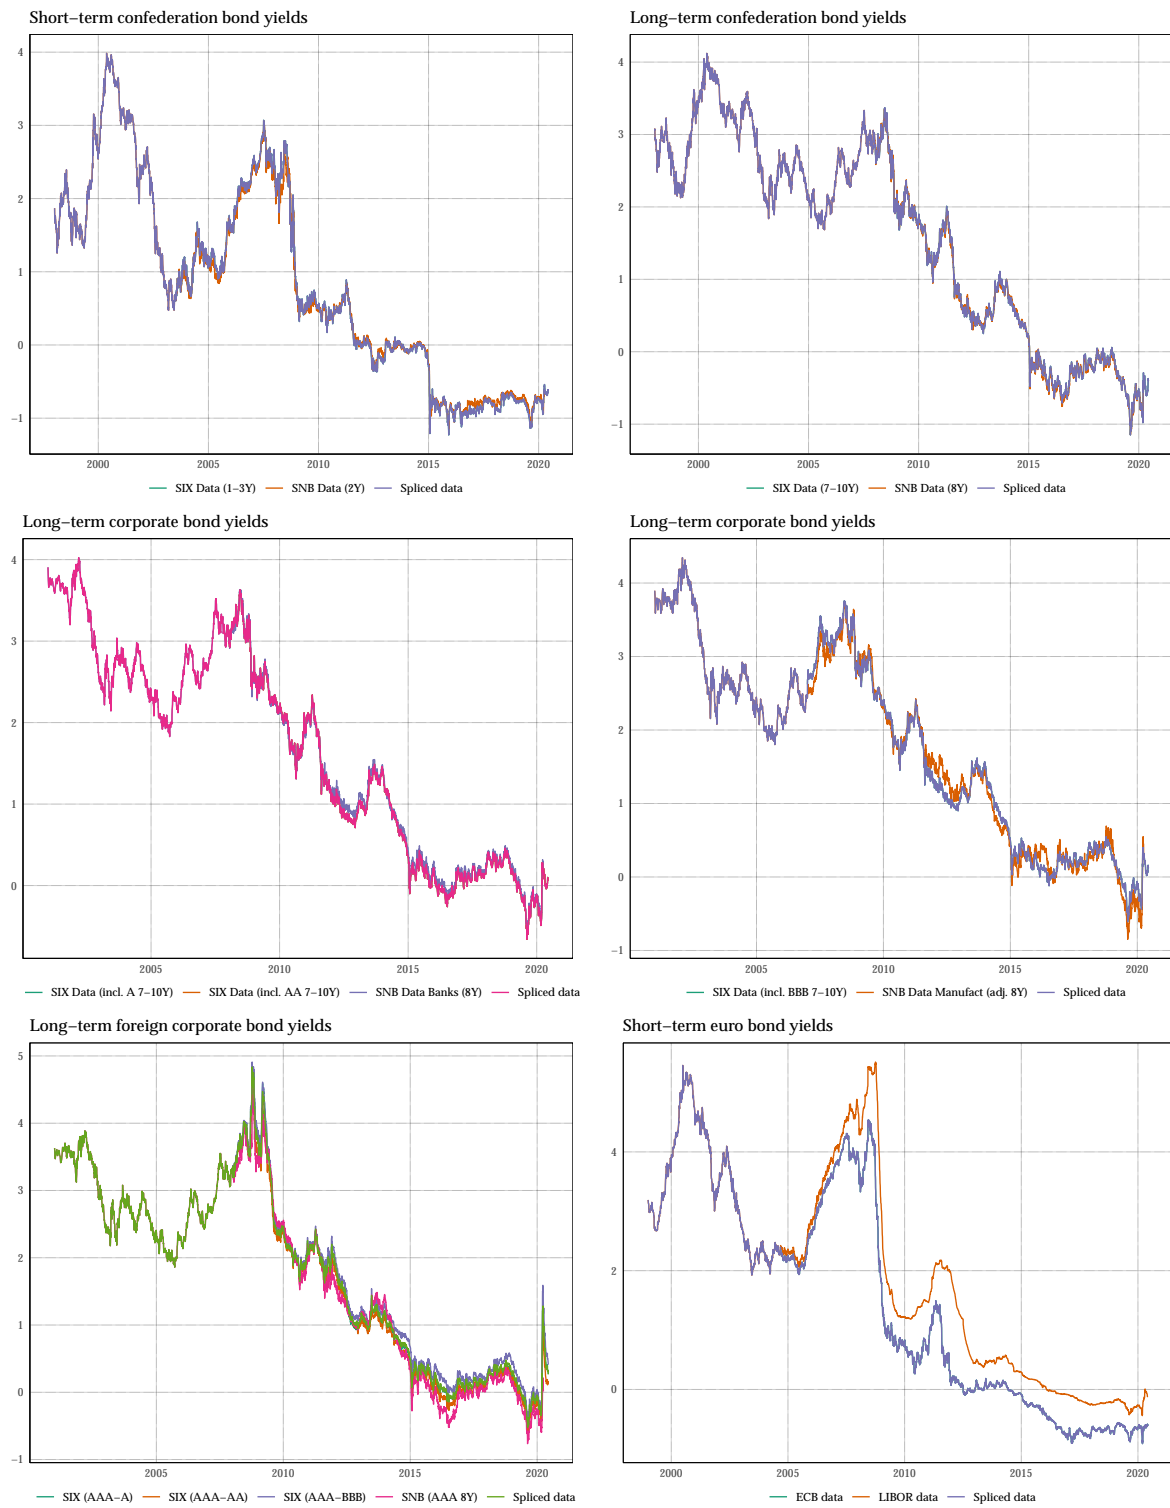 Short−term confederation bond yields
4
3
2
1
0
−1
2000 2005 2010 2015 2020
SIX Data (1−3Y) SNB Data (2Y) Spliced data
Long−term confederation bond yields
4
3
2
1
0
−1
2000 2005 2010 2015 2020
SIX Data (7−10Y) SNB Data (8Y) Spliced data
Long−term corporate bond yields
4
3
2
1
0
2005 2010 2015 2020
SIX Data (incl. A 7−10Y) SIX Data (incl. AA 7−10Y) SNB Data Banks (8Y) Spliced data
Long−term corporate bond yields
4
3
2
1
0
−1
2005 2010 2015 2020
SIX Data (incl. BBB 7−10Y) SNB Data Manufact (adj. 8Y) Spliced data
Long−term foreign corporate bond yields
5
4
3
2
1
0
−1
2005 2010 2015 2020
SIX (AAA−A) SIX (AAA−AA) SIX (AAA−BBB) SNB (AAA 8Y) Spliced data
Short−term euro bond yields
4
2
0
2000 2005 2010 2015 2020
ECB data LIBOR data Spliced data